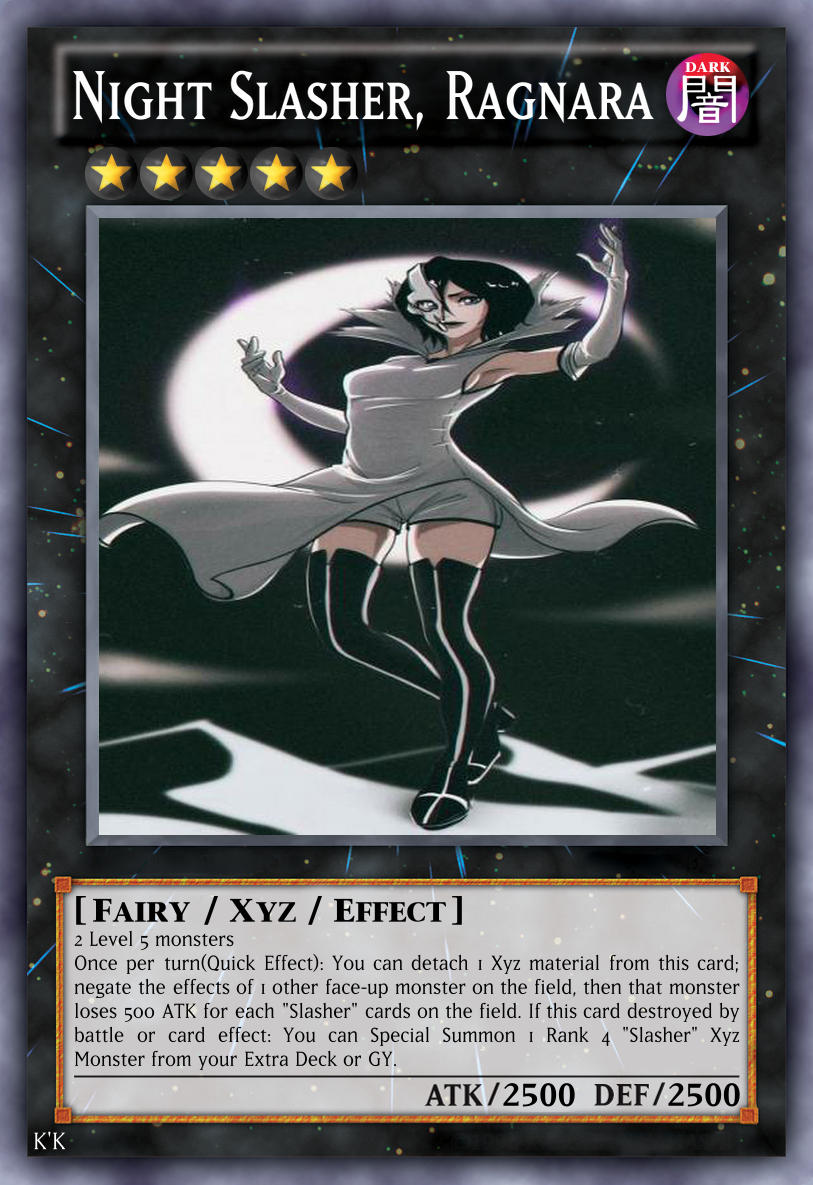 Night Slasher, Ragnara
DARK
闇
[ Fairy / Xyz / Effect ]
2 Level 5 monsters
Once per turn(Quick Effect): You can detach 1 Xyz material from this card;
negate the effects of 1 other face-up monster on the field, then that monster
loses 500 ATK for each "Slasher" cards on the field. If this card destroyed by
battle or card effect: You can Special Summon 1 Rank 4 "Slasher" Xyz
Monster from your Extra Deck or GY.
ATK/2500 DEF/2500
K'K